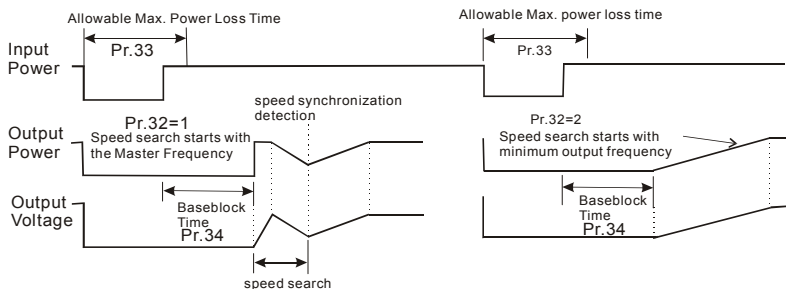 Allowable Max. Power Loss Time
Pr.33
Input
Power
Allowable Max. power loss time
Pr.33
speed synchronization
detection
Output
Power
Pr.32=1
Speed search starts with
the Master Frequency
Pr.32=2
Speed search starts with
minimum output frequency
Output
Voltage
Baseblock
Time
Pr.34
speed search
Baseblock
Time
Pr.34